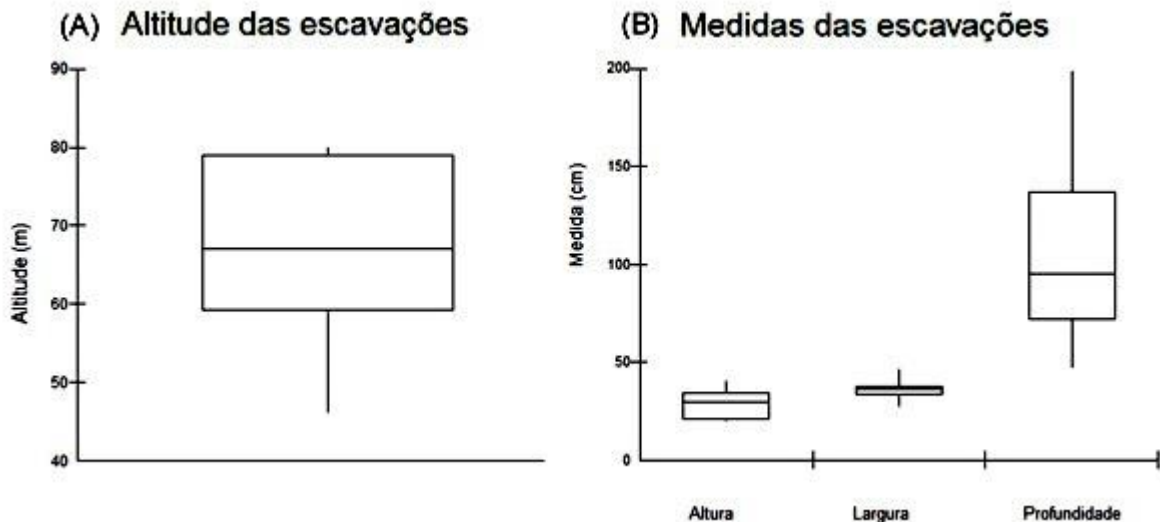 (A) Altitude das escavações
90
80
70
60
50
40
Altitude (m)
(B) Medidas das escavações
200
150
100
50
0
Medida (cm)
Altura
Largura
Profundidade